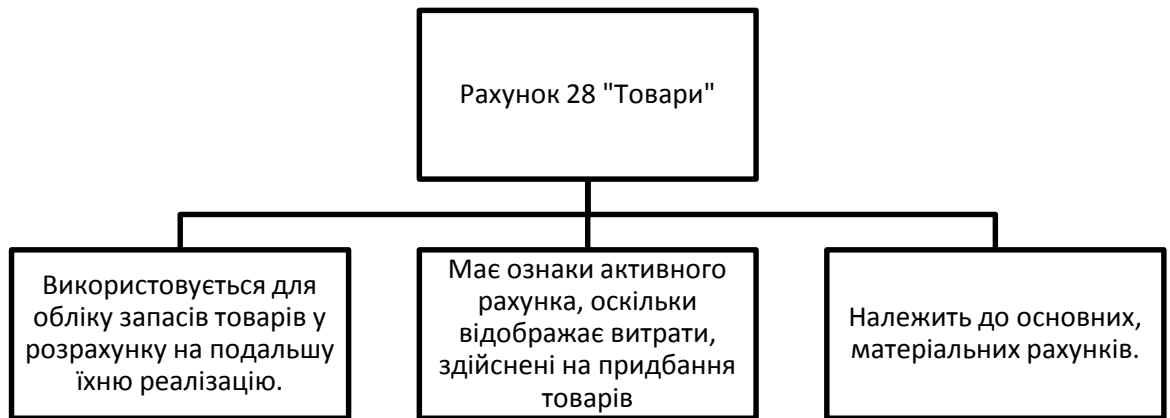 Рахунок 28 "Товари"
Використовується для
обліку запасів товарів у
розрахунку на подальшу
їхню реалізацію.
Має ознаки активного
рахунка, оскільки
відображає витрати,
здійснені на придбання
товарів
Належить до основних,
матеріальних рахунків.